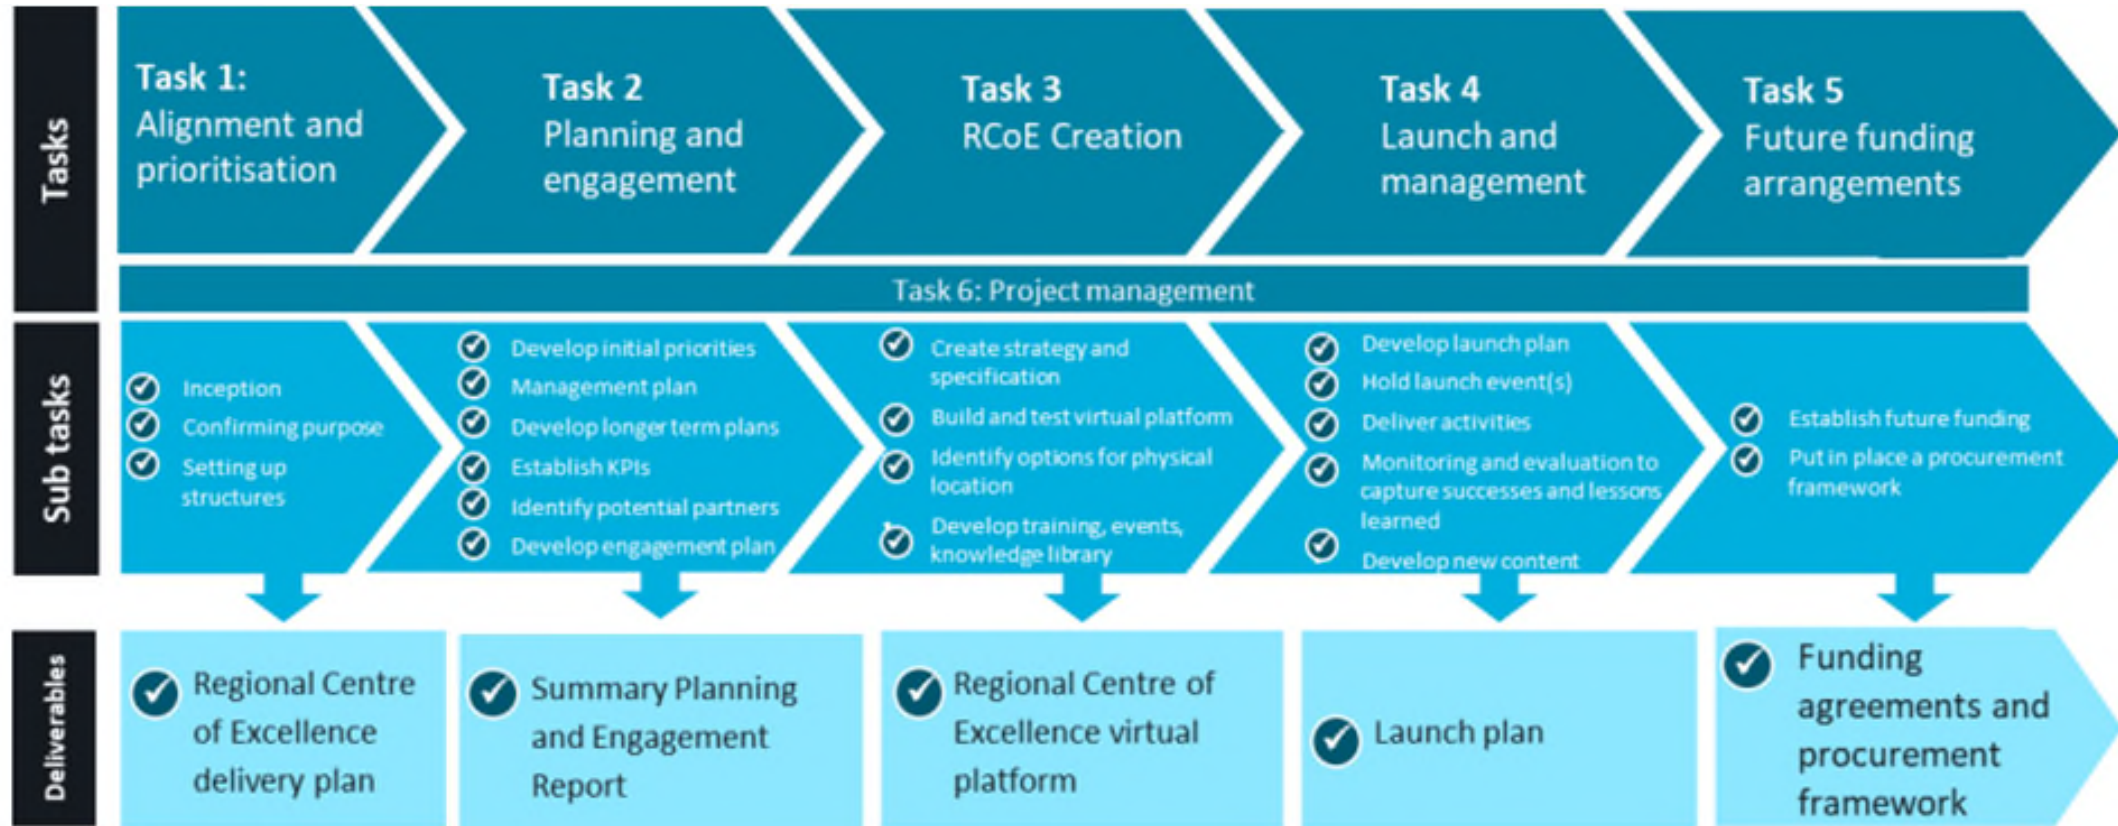 Tasks
Task 1:
Alignment and
prioritisation
Task 2
Planning and
engagement
Task 3
RCoE Creation
Task 4
Launch and
management
Task 5
Future funding
arrangements
Task 6: Project management
Sub tasks
Inception
Confirming purpose
Setting up
structures
Develop initial priorities
Management plan
Develop longer term plans
Establish KPIs
Identify potential partners
Develop engagement plan
Create strategy and
specification
Build and test virtual platform
Identify options for physical
location
Develop training, events,
knowledge library
Develop launch plan
Hold launch event(s)
Deliver activities
Monitoring and evaluation to
capture successes and lessons
learned
Develop new content
Establish future funding
Put in place a procurement
framework
Deliverables
Regional Centre
of Excellence
delivery plan
Summary Planning
and Engagement
Report
Regional Centre of
Excellence virtual
platform
Launch plan
Funding
agreements and
procurement
framework